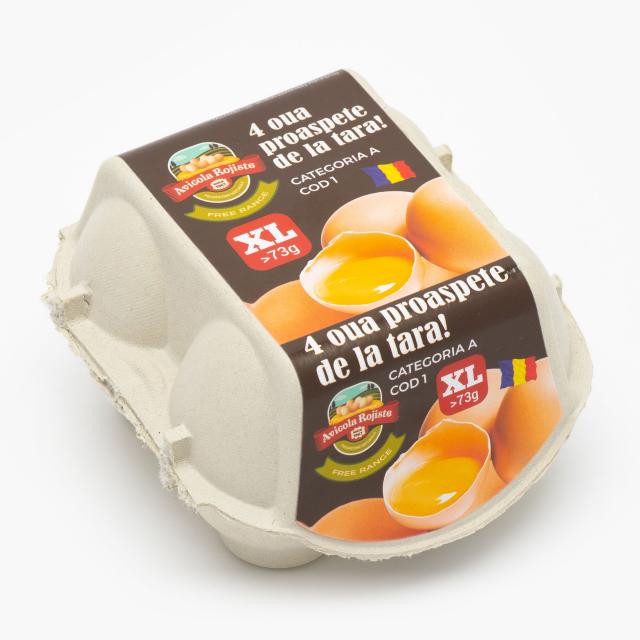 4 oua
proaspete
de la tara!
CATEGORIA A
COD 1
Avicola Rojiste
FREE RANGE
XL
>73g
4 oua proaspete
de la tara!
CATEGORIA A
COD 1
XL
>73g
Avicola Rojiste
FREE RANGE